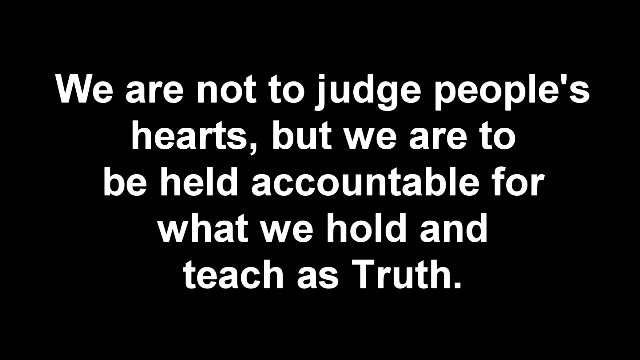 We are not to judge people's
hearts, but we are to
be held accountable for
what we hold and
teach as Truth.